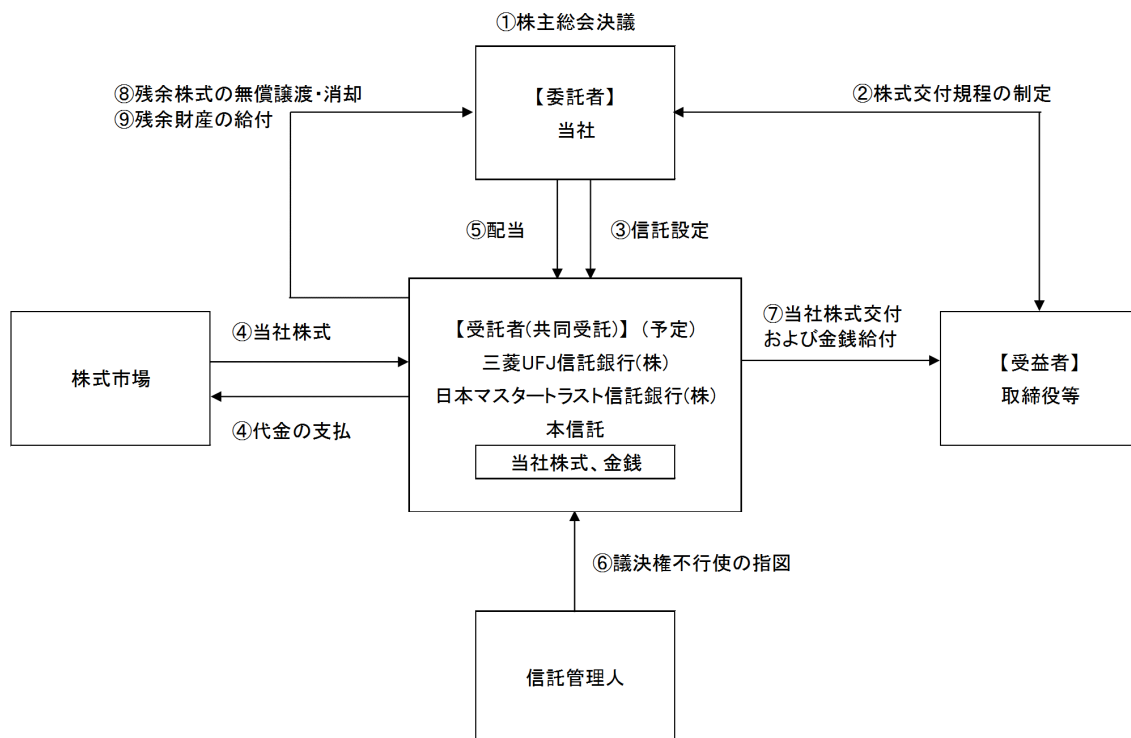 ①株主総会決議
⑧残余株式の無償譲渡・消却
⑨残余財産の給付
【委託者】
当社
②株式交付規程の制定
⑤配当
③信託設定
株式市場
④当社株式
④代金の支払
【受託者(共同受託)】(予定)
三菱UFJ信託銀行(株)
日本マスタートラスト信託銀行(株)
本信託
当社株式、金銭
⑦当社株式交付
および金銭給付
【受益者】
取締役等
⑥議決権不行使の指図
信託管理人